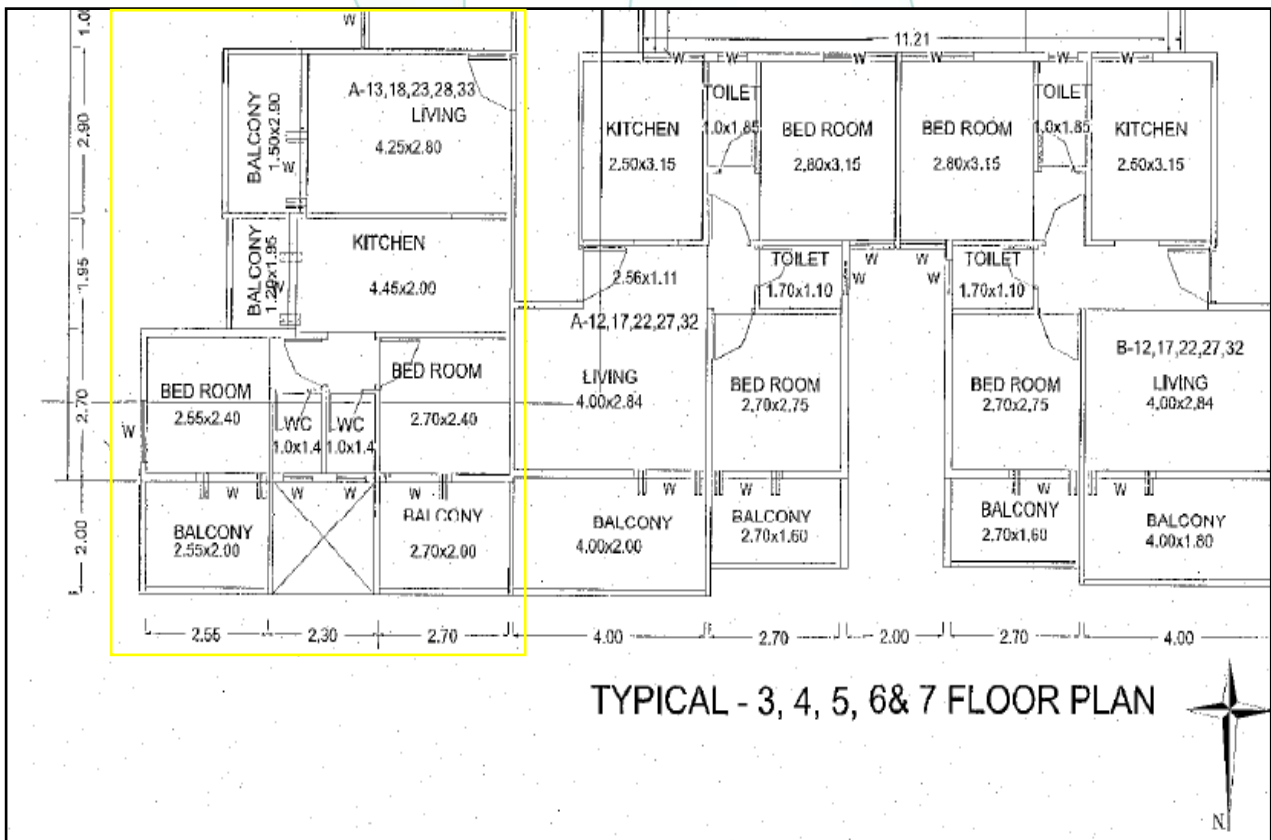 1.0
W
11.21
W
W
W
W
W
W
2.90
BALCONY
1.50x2.90
W
A-13,18,23,28,33
LIVING
4.25x2.80
KITCHEN
2.50x3.15
TOILET
1.0x1.85
BED ROOM
2.80x3.15
BED ROOM
2.80x3.15
TOILET
1.0x1.85
KITCHEN
2.50x3.15
1.95
BALCONY
1.20x1.95
W
KITCHEN
4.45x2.00
2.56x1.11
TOILET
1.70x1.10
W
W
W
W
TOILET
1.70x1.10
A-12,17,22,27,32
B-12,17,22,27,32
2.70
W
BED ROOM
2.55x2.40
WC
1.0x1.4
WC
1.0x1.4
BED ROOM
2.70x2.40
LIVING
4.00x2.84
BED ROOM
2.70x2.75
BED ROOM
2.70x2.75
LIVING
4.00x2.84
W
W
W
W
W
W
W
W
2.00
BALCONY
2.55x2.00
BALCONY
2.70x2.00
BALCONY
4.00x2.00
BALCONY
2.70x1.60
BALCONY
2.70x1.60
BALCONY
4.00x1.80
2.55
2.30
2.70
4.00
2.70
2.00
2.70
4.00
TYPICAL - 3, 4, 5, 6& 7 FLOOR PLAN
N